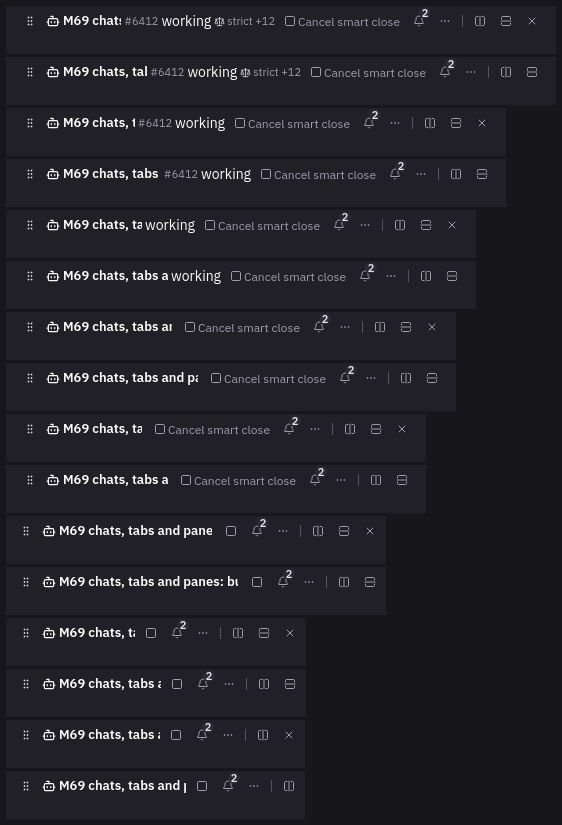 M69 chats #6412 working strict +12 Cancel smart close 2
M69 chats, tal #6412 working strict +12 Cancel smart close 2
M69 chats, t #6412 working Cancel smart close 2
M69 chats, tabs #6412 working Cancel smart close 2
M69 chats, ta working Cancel smart close 2
M69 chats, tabs a working Cancel smart close 2
M69 chats, tabs ar Cancel smart close 2
M69 chats, tabs and pa Cancel smart close 2
M69 chats, ta Cancel smart close 2
M69 chats, tabs a Cancel smart close 2
M69 chats, tabs and pane 2
M69 chats, tabs and panes: bu 2
M69 chats, ta 2
M69 chats, tabs a 2
M69 chats, tabs a 2
M69 chats, tabs and p 2